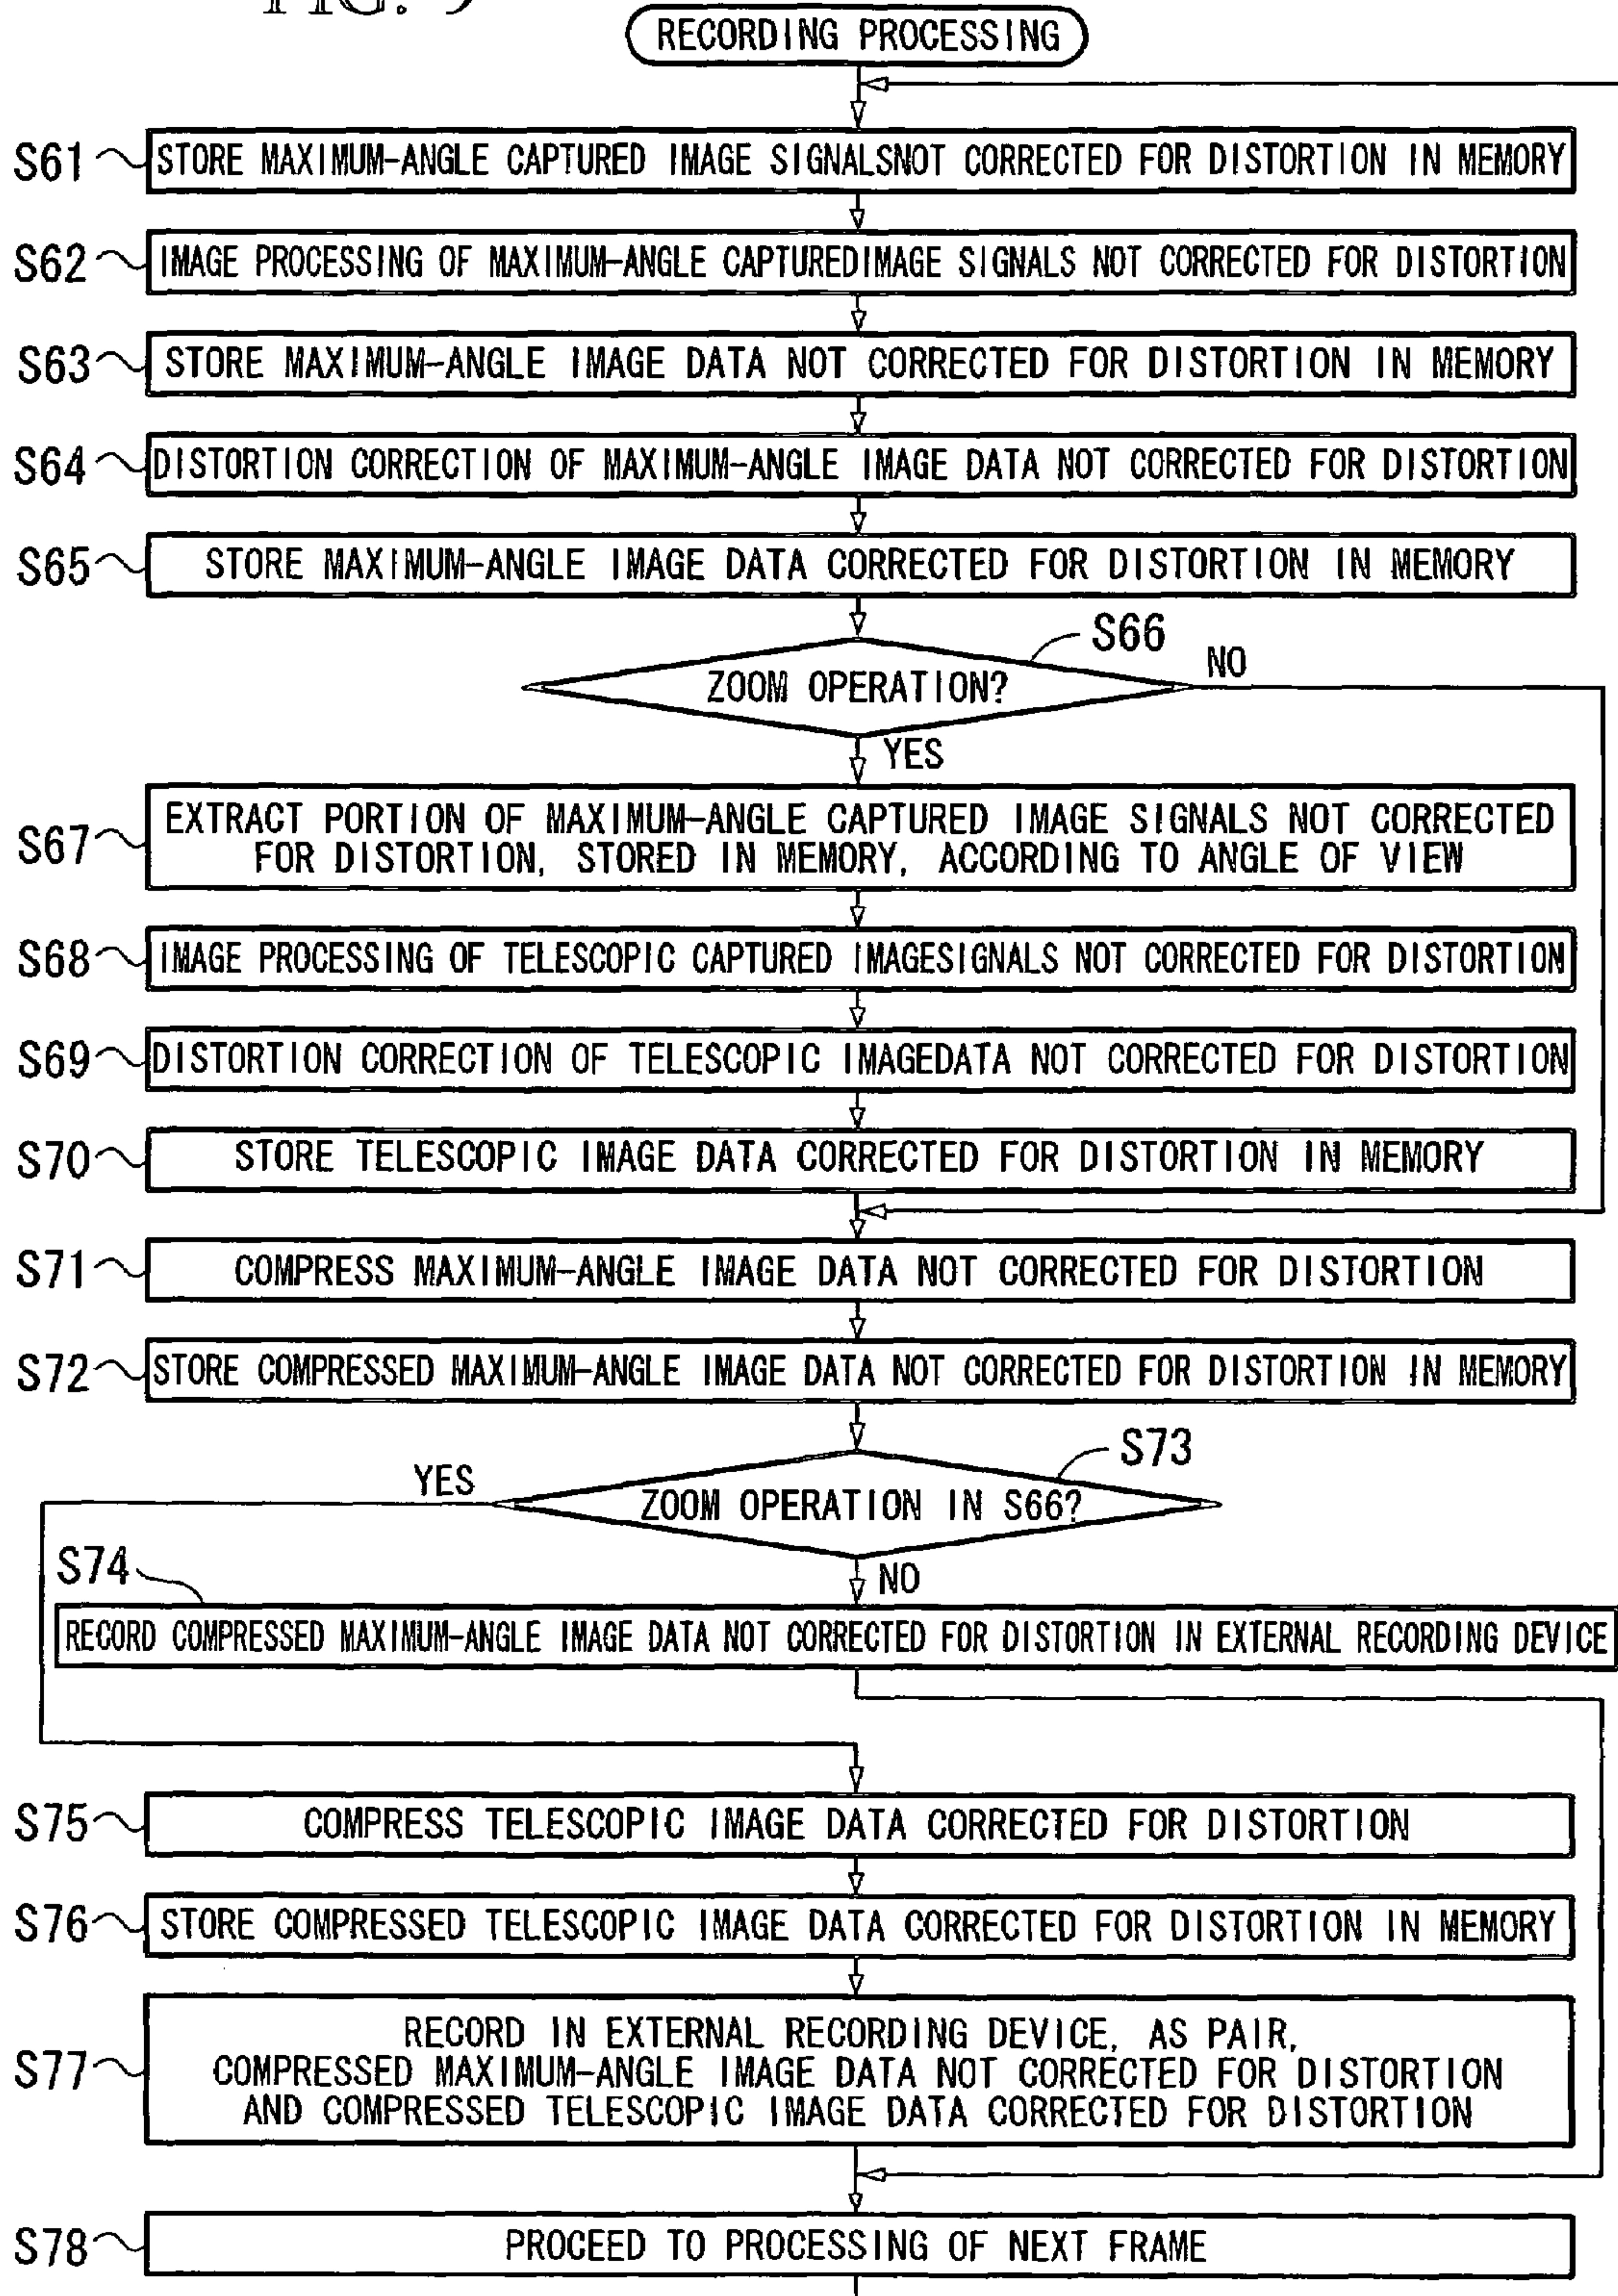 FIG. 9
RECORDING PROCESSING
S61 STORE MAXIMUM-ANGLE CAPTURED IMAGE SIGNALSNOT CORRECTED FOR DISTORTION IN MEMORY
S62 IMAGE PROCESSING OF MAXIMUM-ANGLE CAPTUREDIMAGE SIGNALS NOT CORRECTED FOR DISTORTION
S63 STORE MAXIMUM-ANGLE IMAGE DATA NOT CORRECTED FOR DISTORTION IN MEMORY
S64 DISTORTION CORRECTION OF MAXIMUM-ANGLE IMAGE DATA NOT CORRECTED FOR DISTORTION
S65 STORE MAXIMUM-ANGLE IMAGE DATA CORRECTED FOR DISTORTION IN MEMORY
S66
ZOOM OPERATION?
NO
YES
S67 EXTRACT PORTION OF MAXIMUM-ANGLE CAPTURED IMAGE SIGNALS NOT CORRECTED
FOR DISTORTION, STORED IN MEMORY, ACCORDING TO ANGLE OF VIEW
S68 IMAGE PROCESSING OF TELESCOPIC CAPTURED IMAGESIGNALS NOT CORRECTED FOR DISTORTION
S69 DISTORTION CORRECTION OF TELESCOPIC IMAGEDATA NOT CORRECTED FOR DISTORTION
S70 STORE TELESCOPIC IMAGE DATA CORRECTED FOR DISTORTION IN MEMORY
S71 COMPRESS MAXIMUM-ANGLE IMAGE DATA NOT CORRECTED FOR DISTORTION
S72 STORE COMPRESSED MAXIMUM-ANGLE IMAGE DATA NOT CORRECTED FOR DISTORTION IN MEMORY
S73
YES
ZOOM OPERATION IN S66?
S74
NO
RECORD COMPRESSED MAXIMUM-ANGLE IMAGE DATA NOT CORRECTED FOR DISTORTION IN EXTERNAL RECORDING DEVICE
S75 COMPRESS TELESCOPIC IMAGE DATA CORRECTED FOR DISTORTION
S76 STORE COMPRESSED TELESCOPIC IMAGE DATA CORRECTED FOR DISTORTION IN MEMORY
S77 RECORD IN EXTERNAL RECORDING DEVICE, AS PAIR,
COMPRESSED MAXIMUM-ANGLE IMAGE DATA NOT CORRECTED FOR DISTORTION
AND COMPRESSED TELESCOPIC IMAGE DATA CORRECTED FOR DISTORTION
S78 PROCEED TO PROCESSING OF NEXT FRAME